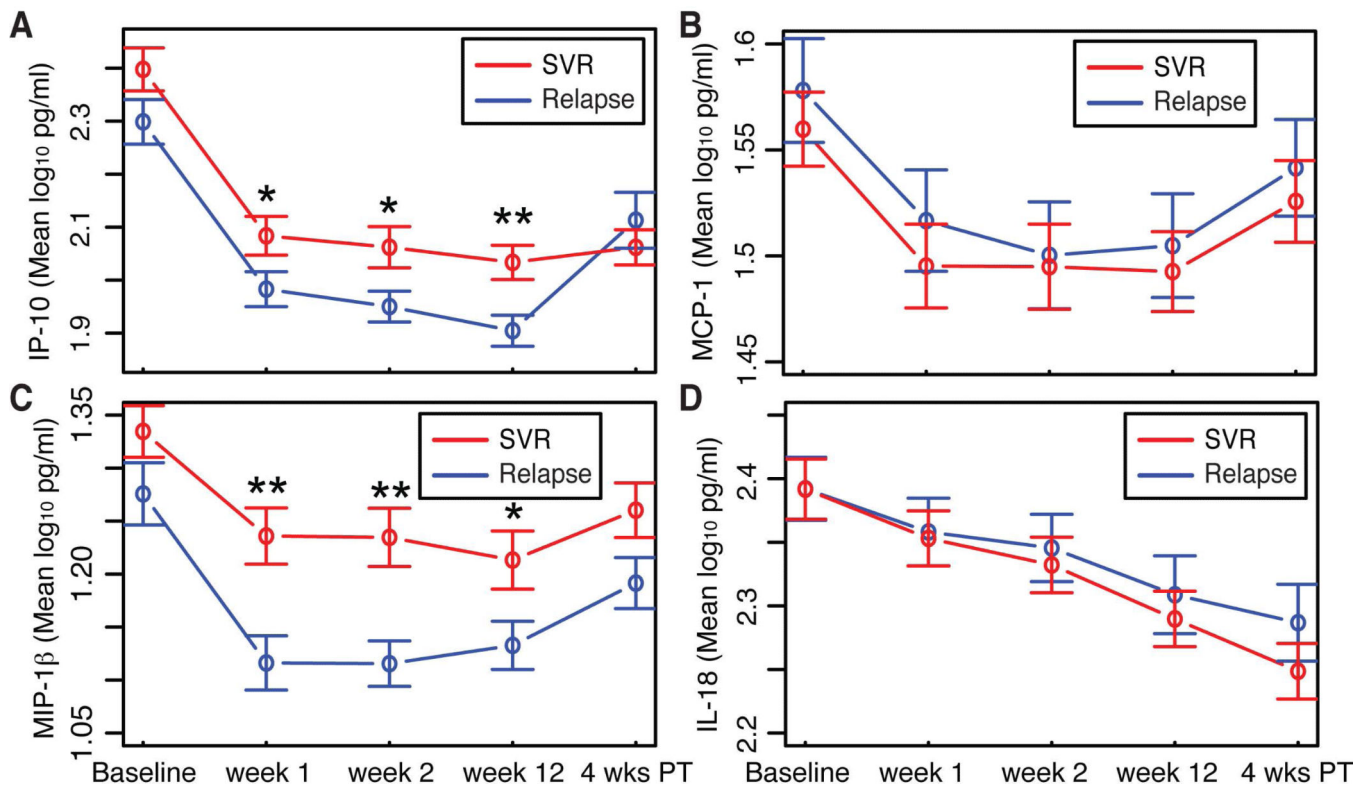 A
IP-10 (Mean log₁₀ pg/ml)
2.3
2.1
1.9
SVR
Relapse
*
*
**
B
MCP-1 (Mean log₁₀ pg/ml)
1.6
1.55
1.5
1.45
SVR
Relapse
C
MIP-1β (Mean log₁₀ pg/ml)
1.35
1.20
1.05
SVR
Relapse
**
**
*
Baseline week 1 week 2 week 12 4 wks PT
D
IL-18 (Mean log₁₀ pg/ml)
2.4
2.3
2.2
SVR
Relapse
Baseline week 1 week 2 week 12 4 wks PT